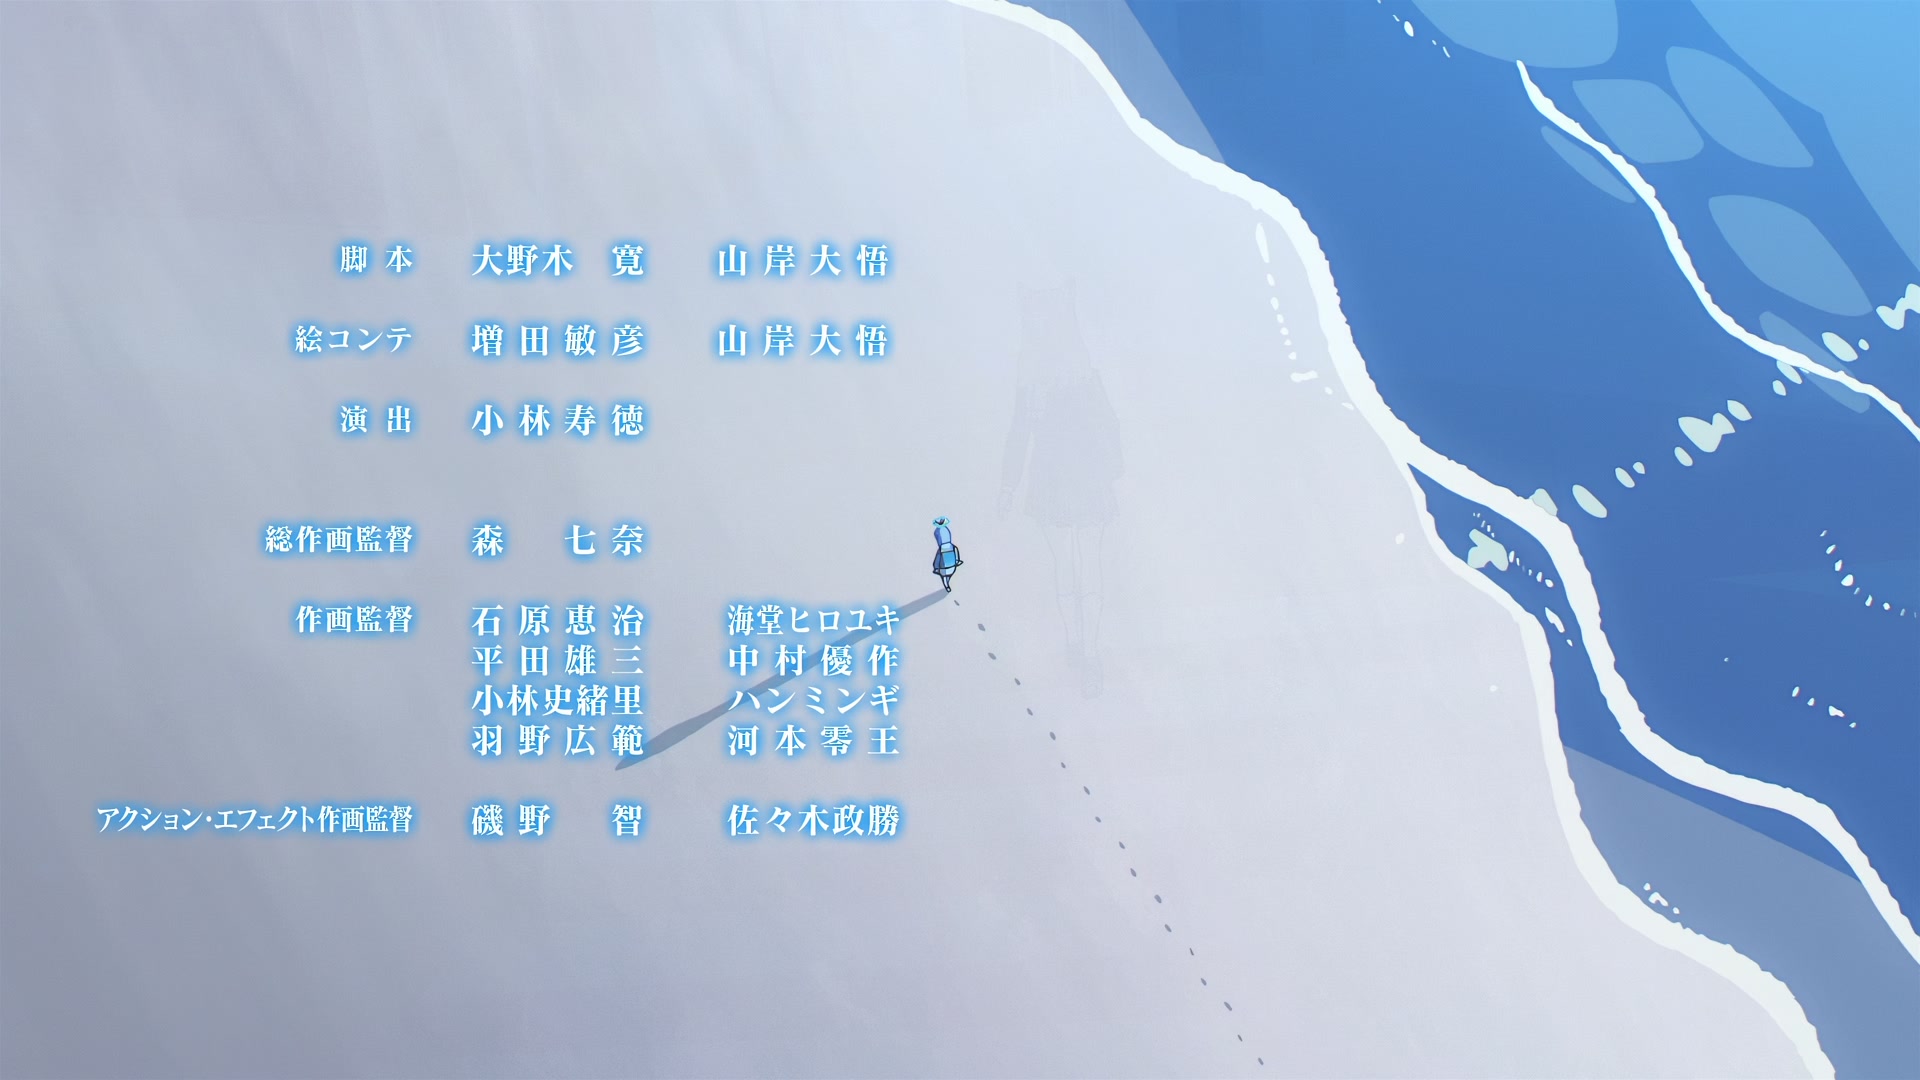 脚本 大野木 寛 山岸大悟
絵コンテ 増田敏彦 山岸大悟
演出 小林寿徳
総作画監督 森 七奈
作画監督 石原恵治 海堂ヒロユキ
平田雄三 中村優作
小林史緒里 ハンミンギ
羽野広範 河本零王
アクション・エフェクト作画監督 磯野 智 佐々木政勝